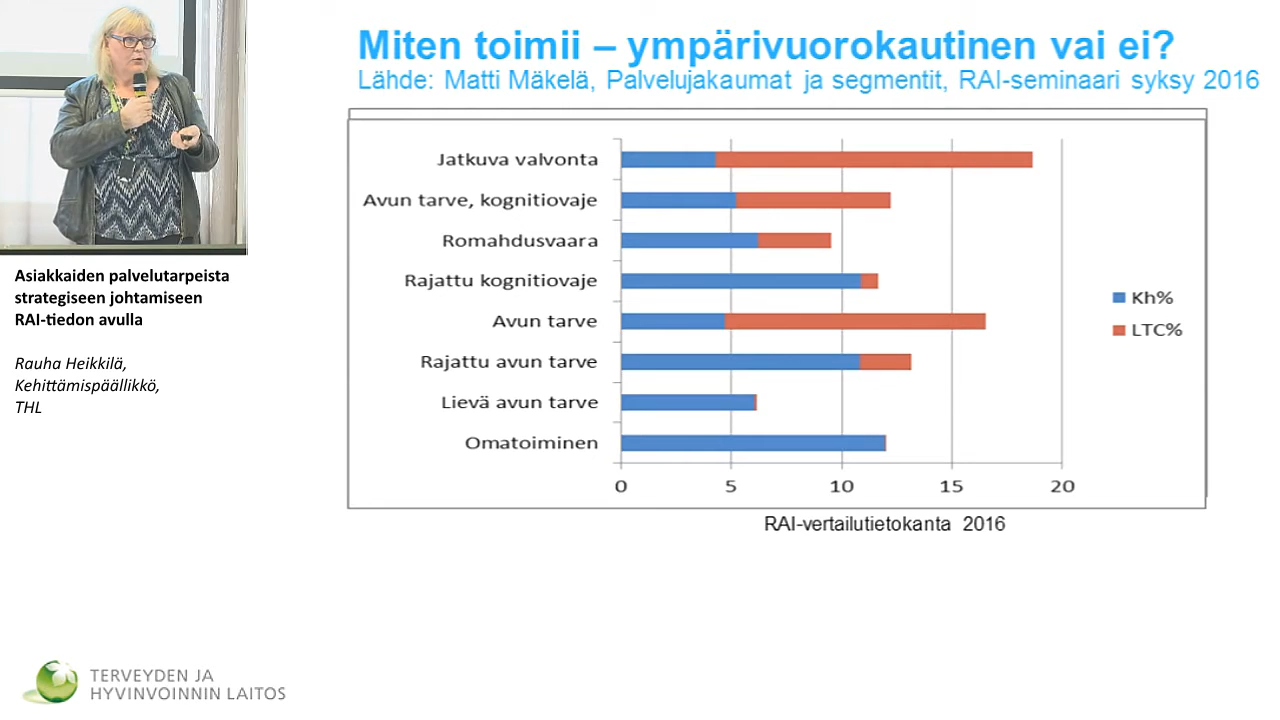 Miten toimii – ympärivuorokautinen vai ei?
Lähde: Matti Mäkelä, Palvelujakaumat ja segmentit, RAI-seminaari syksy 2016
Jatkuva valvonta
Avun tarve, kognitiovaje
Romahdusvaara
Rajattu kognitiovaje
Avun tarve
Rajattu avun tarve
Lievä avun tarve
Omatoiminen
0 5 10 15 20
Kh%
LTC%
RAI-vertailutietokanta 2016
Asiakkaiden palvelutarpeista
strategiseen johtamiseen
RAI-tiedon avulla
Rauha Heikkilä,
Kehittämispäällikkö,
THL
TERVEYDEN JA
HYVINVOINNIN LAITOS